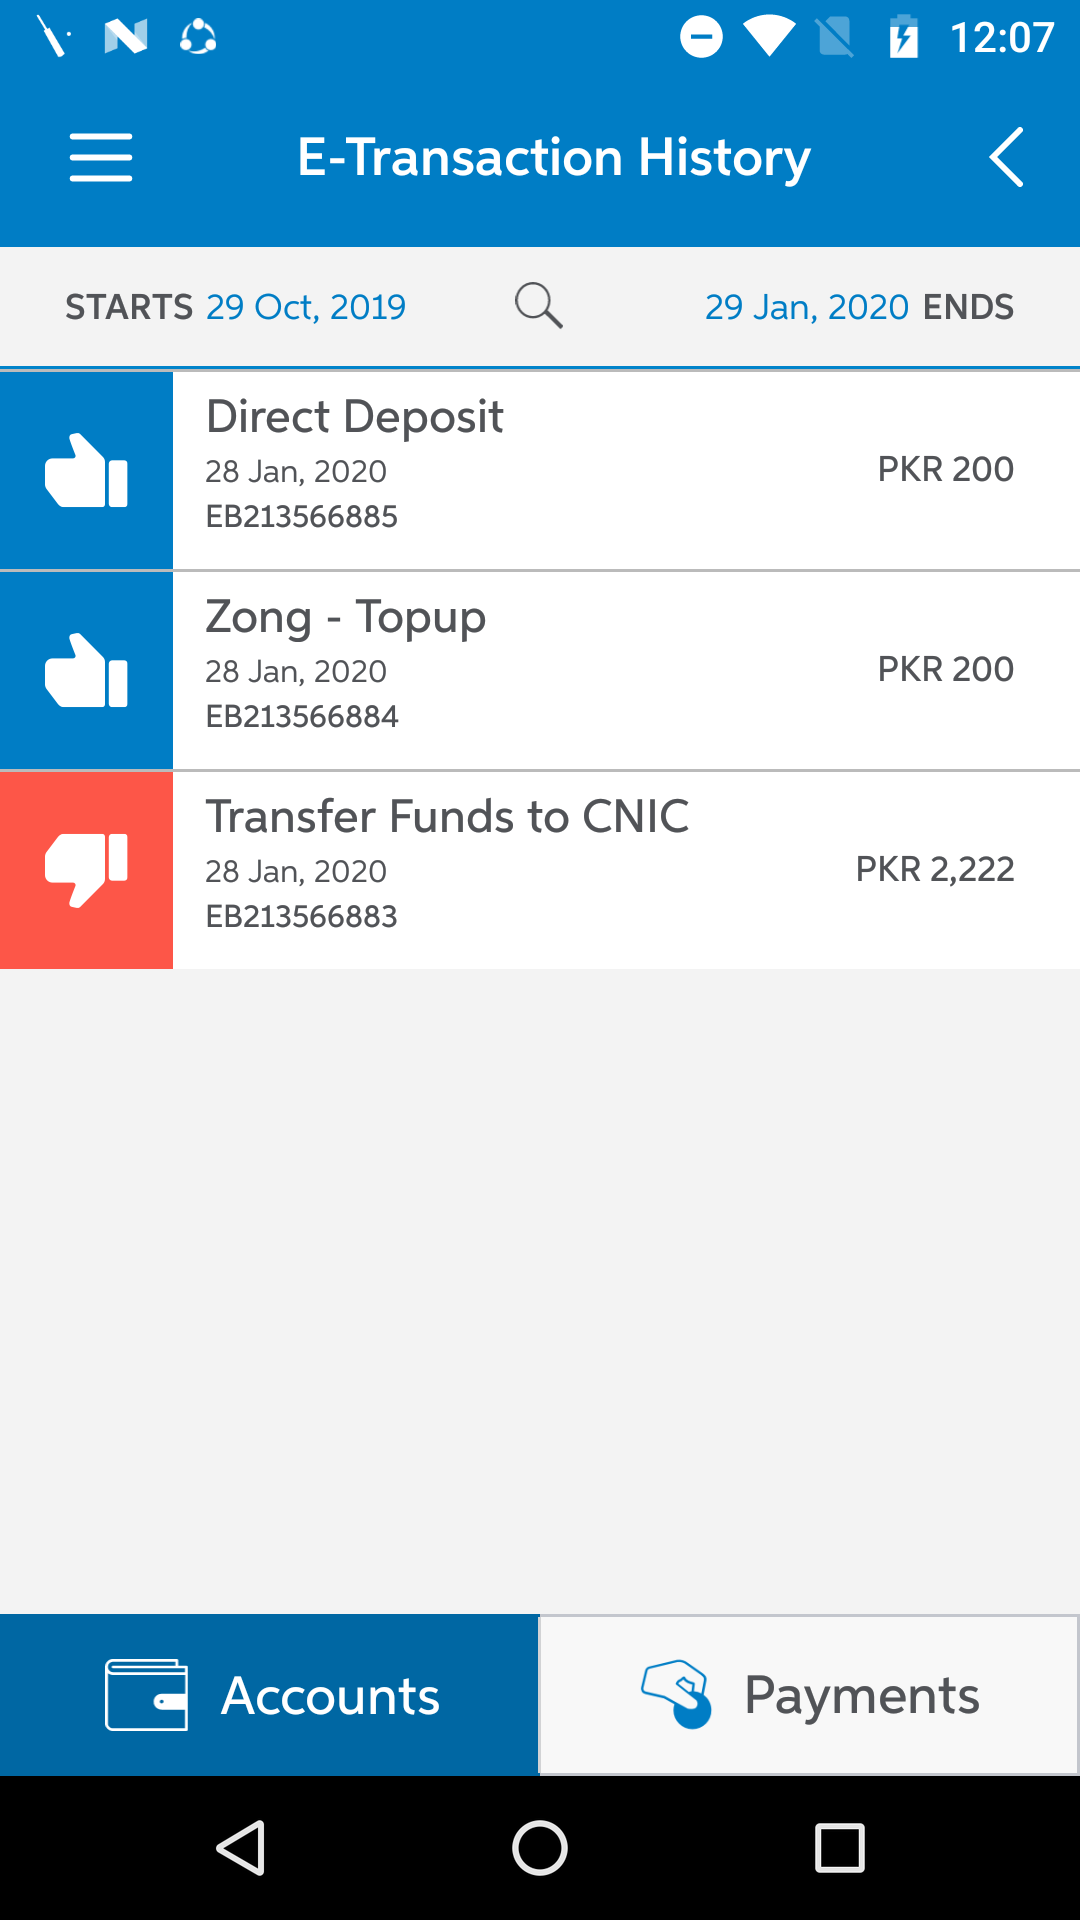 12:07
E-Transaction History
STARTS 29 Oct, 2019 29 Jan, 2020 ENDS
Direct Deposit
28 Jan, 2020
PKR 200
EB213566885
Zong - Topup
28 Jan, 2020
PKR 200
EB213566884
Transfer Funds to CNIC
28 Jan, 2020
PKR 2,222
EB213566883
Accounts Payments